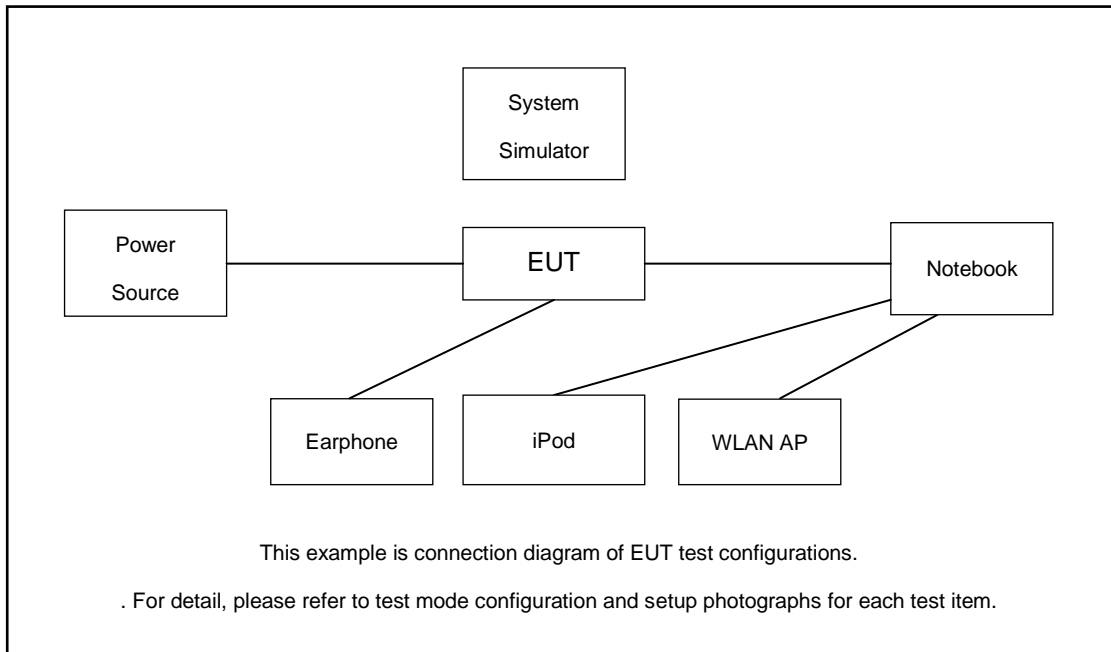 System
Simulator
Power
Source
EUT
Notebook
Earphone
iPod
WLAN AP
This example is connection diagram of EUT test configurations.
. For detail, please refer to test mode configuration and setup photographs for each test item.